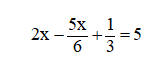 2x − 5x/6 + 1/3 = 5